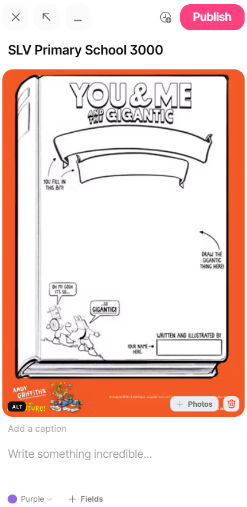 Publish
SLV Primary School 3000
YOU & ME
AND THE GIGANTIC
YOU FILL IN
THIS BIT!
DRAW THE
GIGANTIC
THING HERE!
OH MY GOSH
IT'S SO...
...SO
GIGANTIC!
WRITTEN AND ILLUSTRATED BY
YOUR NAME
HERE.
ANDY
GRIFFITHS
ALT
+ Photos
Add a caption
Write something incredible...
Purple
+ Fields